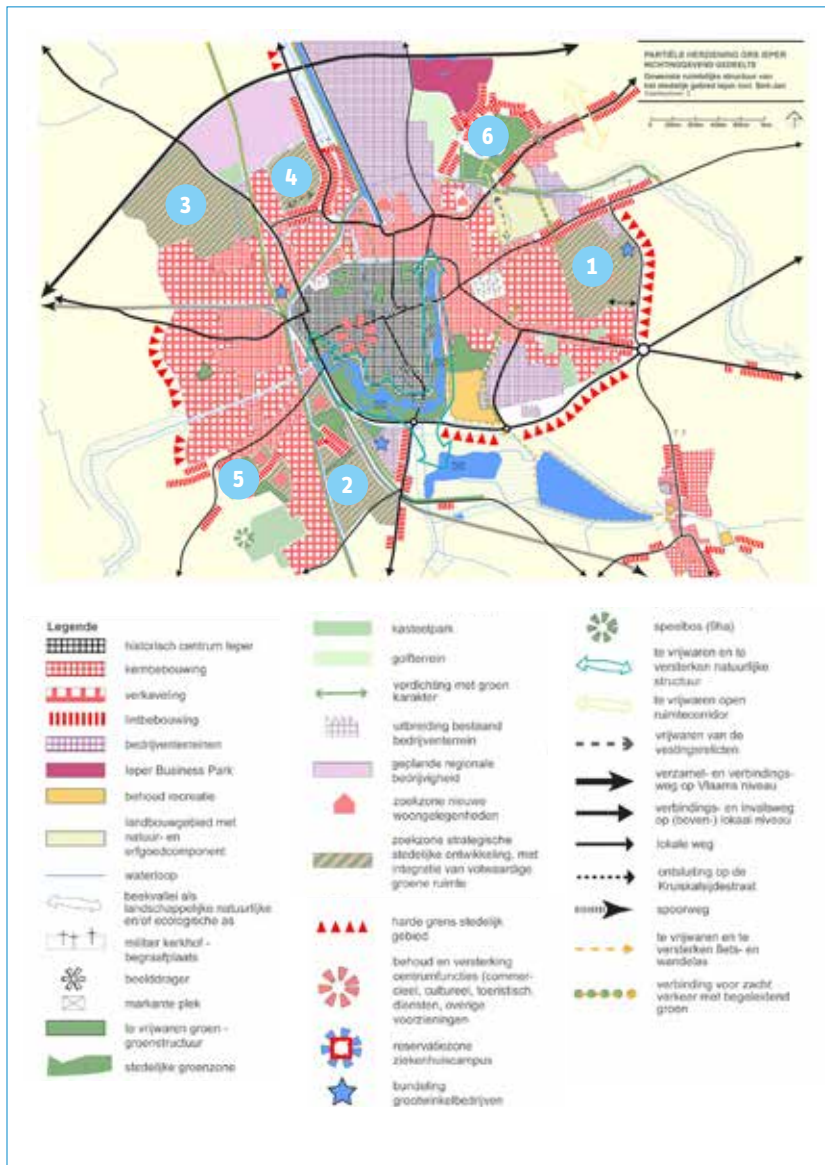 PARTIËLE HERZIENING GRS IEPER
RICHTINGGEVEND GEDEELTE
Gewenste ruimtelijke structuur van
het stedelijk gebied Ieper
1
2
3
4
5
6
Legende
historisch centrum Ieper
kernbebouwing
verkaveling
lintbebouwing
bedrijventerreinen
Ieper Business Park
behoud recreatie
landbouwgebied met
natuur- en
erfgoedcomponent
waterloop
beekvallei als
landschappelijke natuurlijke
en/of ecologische as
militair kerkhof -
begraafplaats
beelddrager
markante plek
te vrijwaren groen -
groenstructuur
stedelijke groenzone
kasteelpark
golfterrein
verdichting met groen
karakter
uitbreiding bestaand
bedrijventerrein
geplande regionale
bedrijvigheid
zoekzone nieuwe
woongelegenheden
zoekzone strategische
stedelijke ontwikkeling, met
integratie van volwaardige
groene ruimte
harde grens stedelijk
gebied
behoud en versterking
centrumfuncties (commer-
cieel, cultureel, toeristisch,
diensten, overige
voorzieningen
reservatiezone
ziekenhuiscampus
bundeling
grootwinkelbedrijven
speelbos (9ha)
te vrijwaren en te
versterken natuurlijke
structuur
te vrijwaren open
ruimtecorridor
vrijwaren van de
vestingrelicten
verzamel- en verbindings-
weg op Vlaams niveau
verbindings- en invalsweg
op (boven-) lokaal niveau
lokale weg
ontsluiting op de
Kruiskalsijdestraat
spoorweg
te vrijwaren en te
versterken fiets- en
wandelas
verbinding voor zacht
verkeer met begeleidend
groen